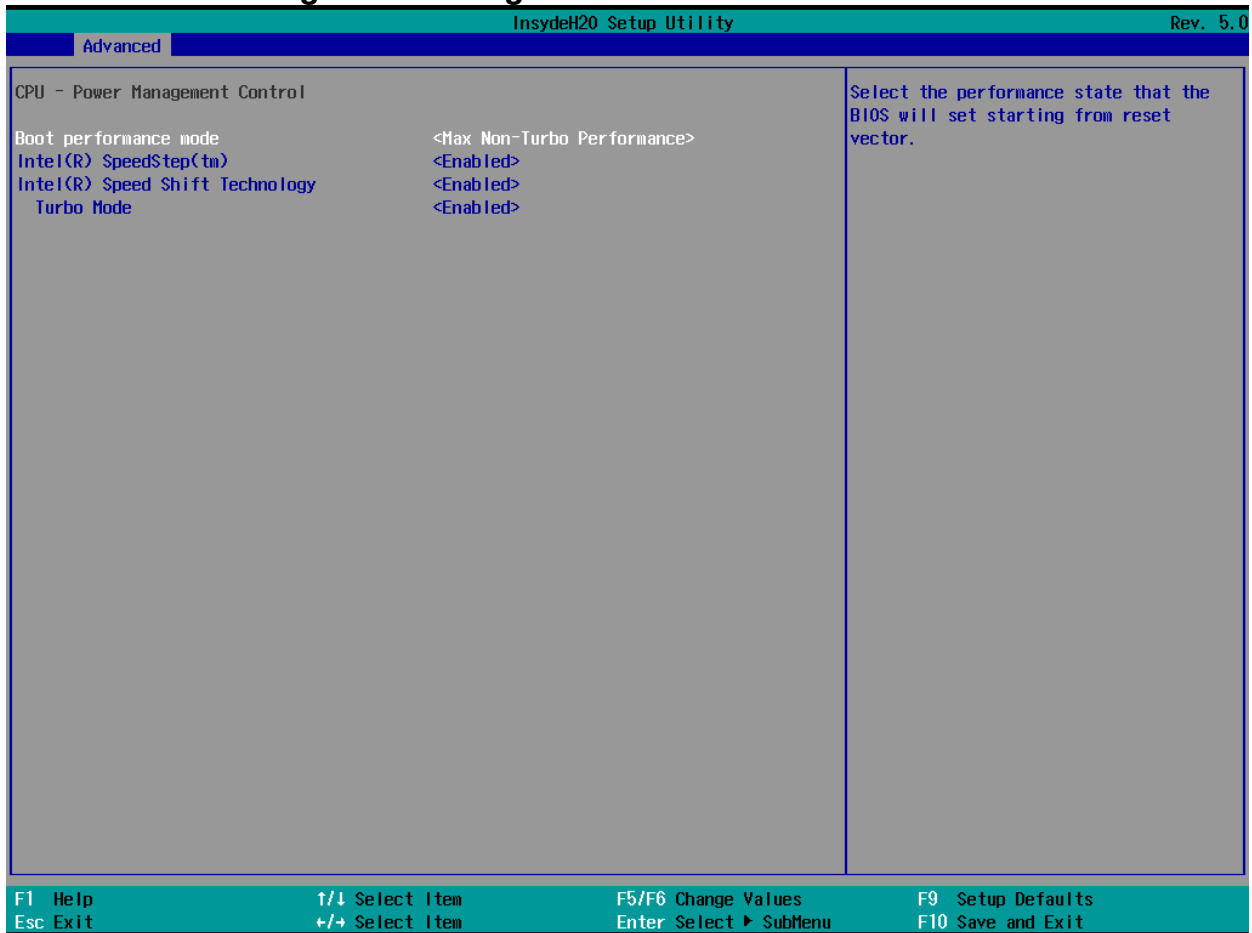 InsydeH20 Setup Utility Rev. 5.0
Advanced
CPU - Power Management Control
Boot performance mode <Max Non-Turbo Performance>
Intel(R) SpeedStep(tm) <Enabled>
Intel(R) Speed Shift Technology <Enabled>
Turbo Mode <Enabled>
Select the performance state that the
BIOS will set starting from reset
vector.
F1 Help ↑/↓ Select Item F5/F6 Change Values F9 Setup Defaults
Esc Exit ←/→ Select Item Enter Select ▶ SubMenu F10 Save and Exit